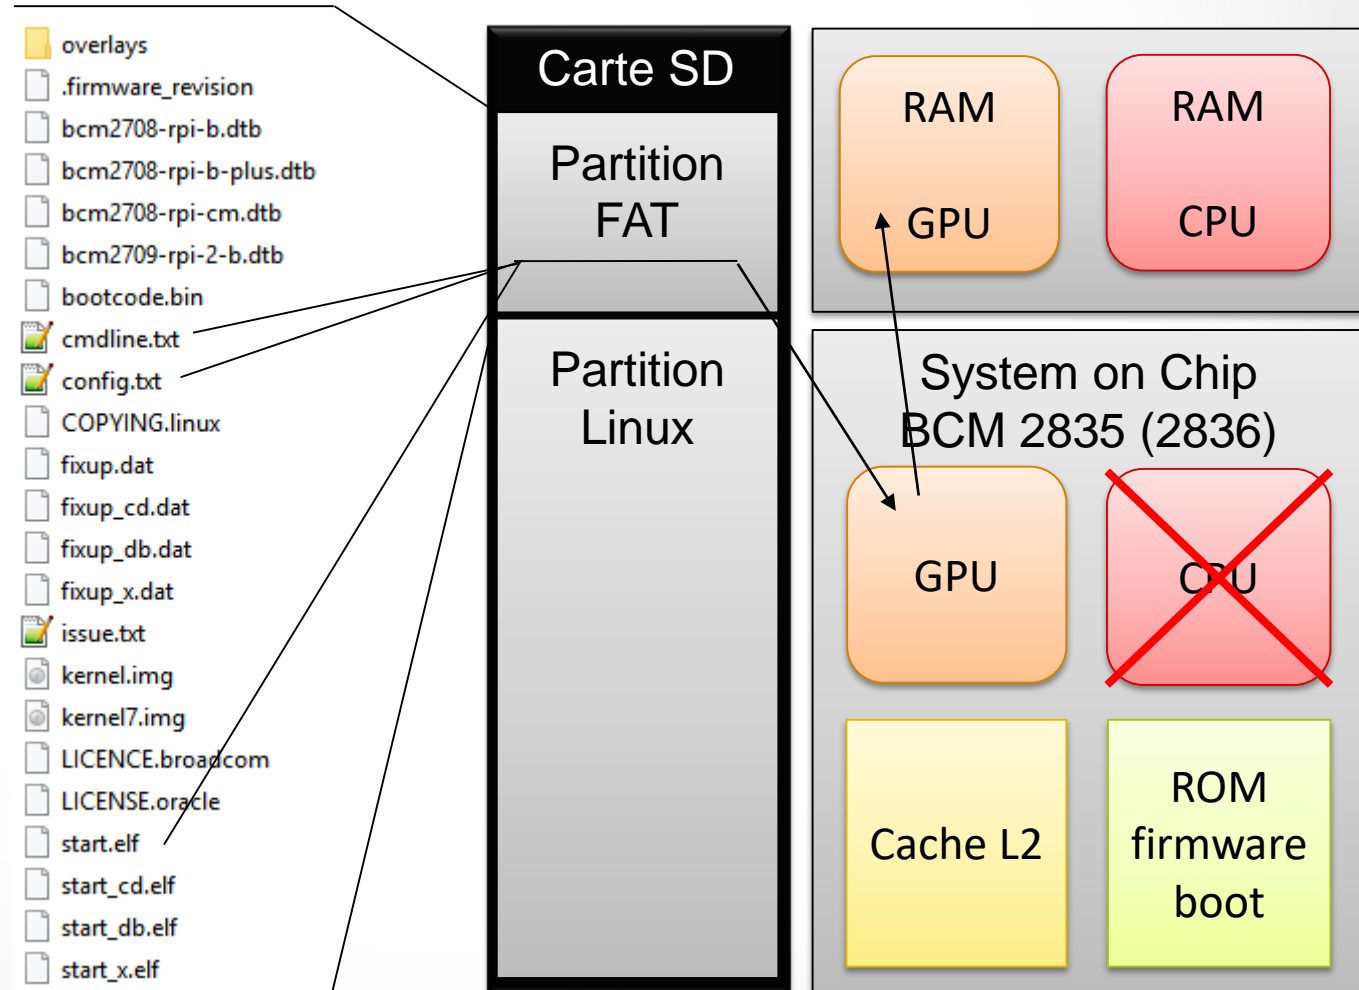 overlays
.firmware_revision
bcm2708-rpi-b.dtb
bcm2708-rpi-b-plus.dtb
bcm2708-rpi-cm.dtb
bcm2709-rpi-2-b.dtb
bootcode.bin
cmdline.txt
config.txt
COPYING.linux
fixup.dat
fixup_cd.dat
fixup_db.dat
fixup_x.dat
issue.txt
kernel.img
kernel7.img
LICENCE.broadcom
LICENSE.oracle
start.elf
start_cd.elf
start_db.elf
start_x.elf
Carte SD
Partition
FAT
Partition
Linux
RAM
GPU
RAM
CPU
System on Chip
BCM 2835 (2836)
GPU
CPU
Cache L2
ROM
firmware
boot